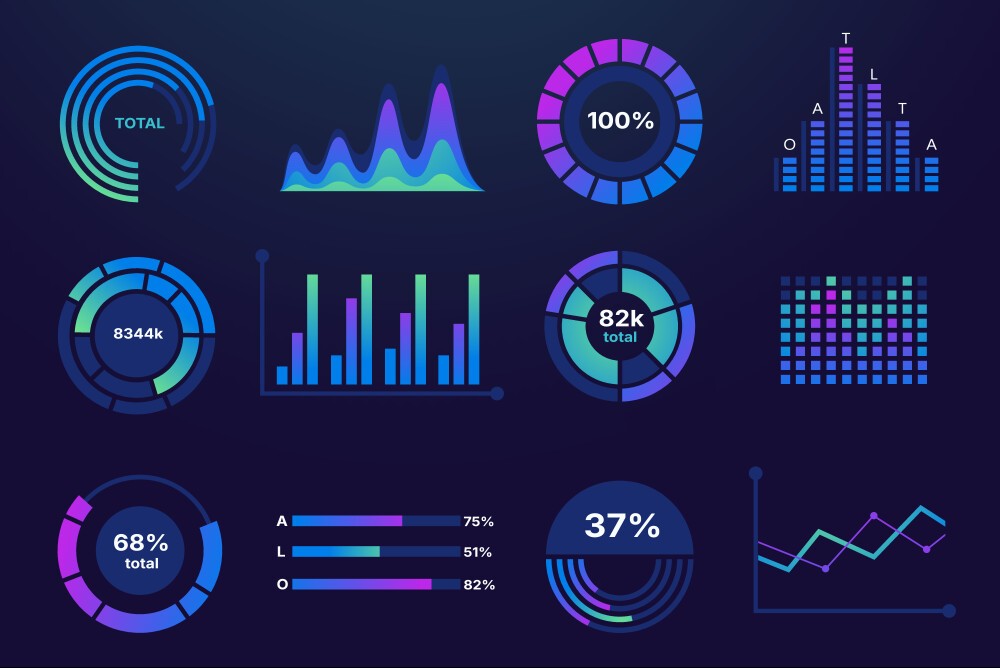 TOTAL
100%
O
A
T
L
T
A
8344k
82k
total
68%
total
A 75%
L 51%
O 82%
37%